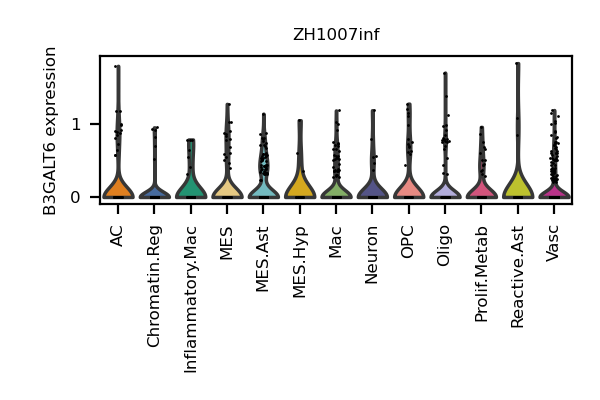 ZH1007inf
B3GALT6 expression
1
0
AC
Chromatin.Reg
Inflammatory.Mac
MES
MES.Ast
MES.Hyp
Mac
Neuron
OPC
Oligo
Prolif.Metab
Reactive.Ast
Vasc